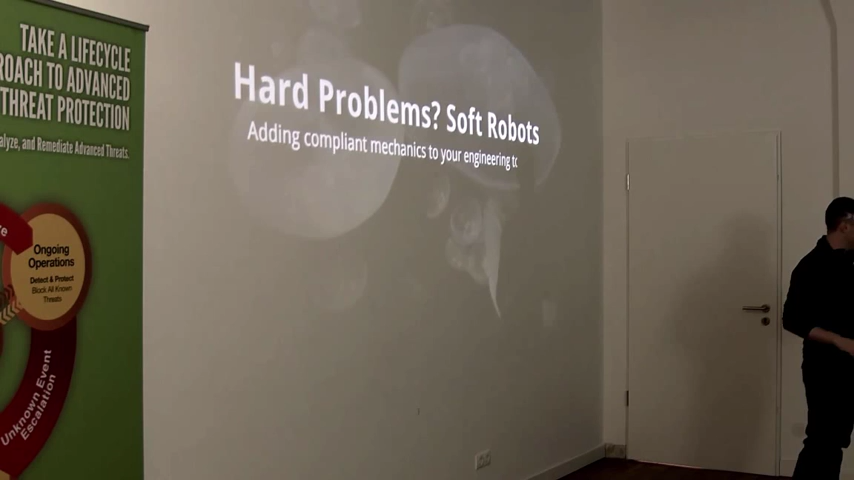 TAKE A LIFECYCLE
ROACH TO ADVANCED
THREAT PROTECTION
alyze, and Remediate Advanced Threats.
Ongoing
Operations
Detect & Protect
Block All Known
Threats
Unknown Event
Escalation
Hard Problems? Soft Robots
Adding compliant mechanics to your engineering